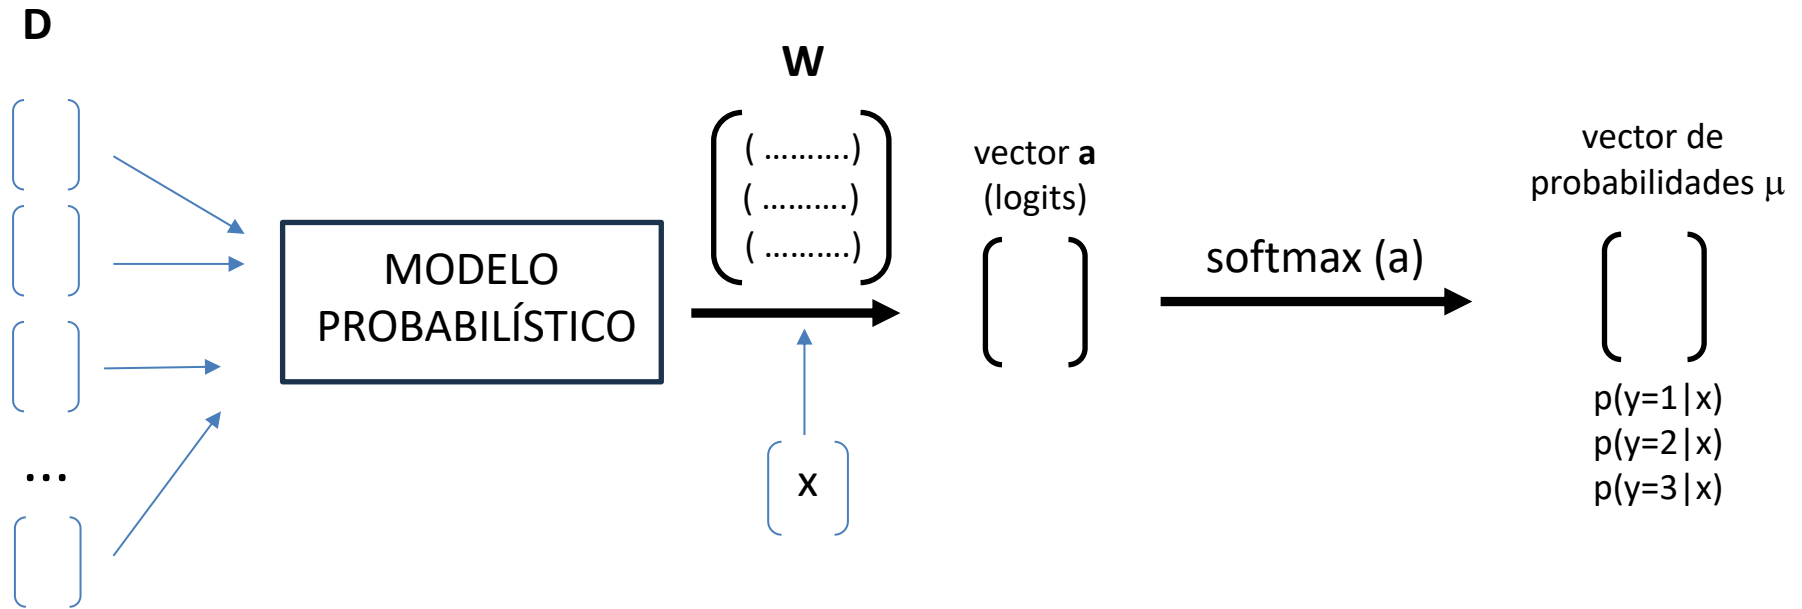 D
...
MODELO
PROBABILÍSTICO
W
( ..........)
( ..........)
( ..........)
x
vector a
(logits)
softmax (a)
vector de
probabilidades μ
p(y=1|x)
p(y=2|x)
p(y=3|x)